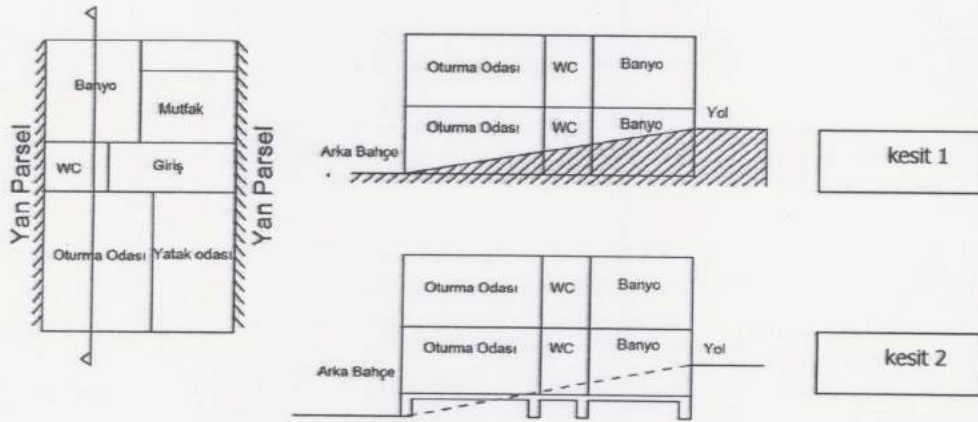 Yan Parsel
Banyo
Mutfak
WC
Giriş
Oturma Odası
Yatak odası
Yan Parsel
Oturma Odası WC Banyo
Oturma Odası WC Banyo
Yol
Arka Bahçe
kesit 1
Oturma Odası WC Banyo
Oturma Odası WC Banyo
Yol
Arka Bahçe
kesit 2